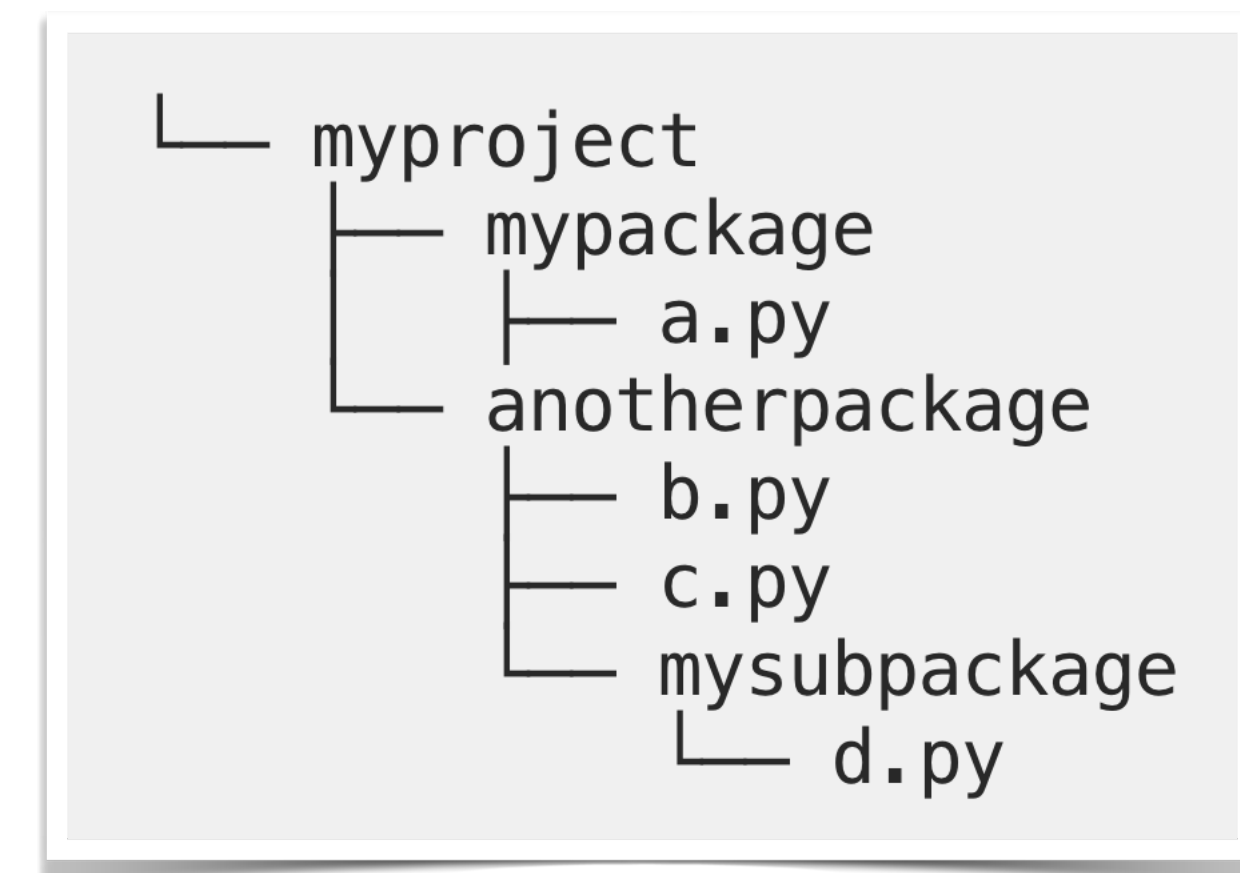 └── myproject
    ├── mypackage
    │   ├── a.py
    └── anotherpackage
        ├── b.py
        ├── c.py
        └── mysubpackage
            └── d.py